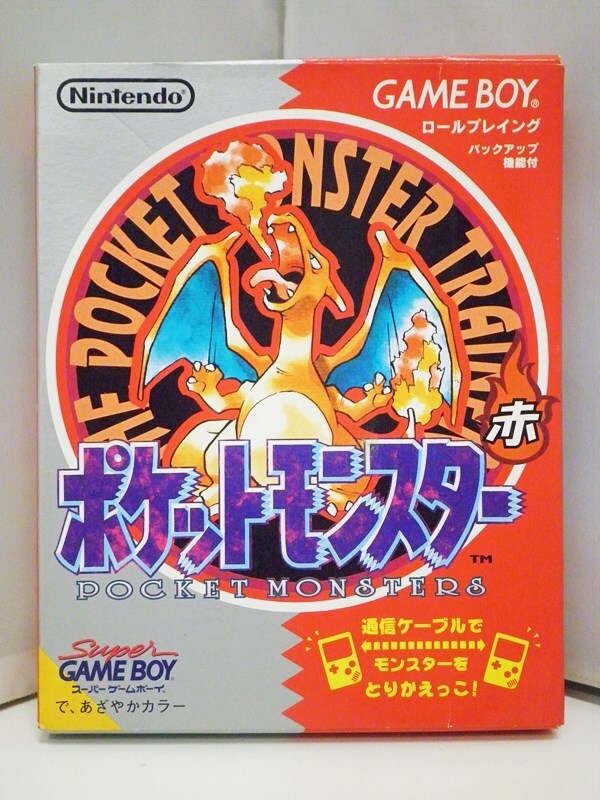 Nintendo®
GAME BOY®
ロールプレイング
バックアップ
機能付
POCKET MONSTER TRAINE
赤
ポケットモンスター
TM
POCKET MONSTERS
通信ケーブルで
モンスターを
とりかえっこ!
Super
GAME BOY
スーパーゲームボーイ
で、あざやかカラー